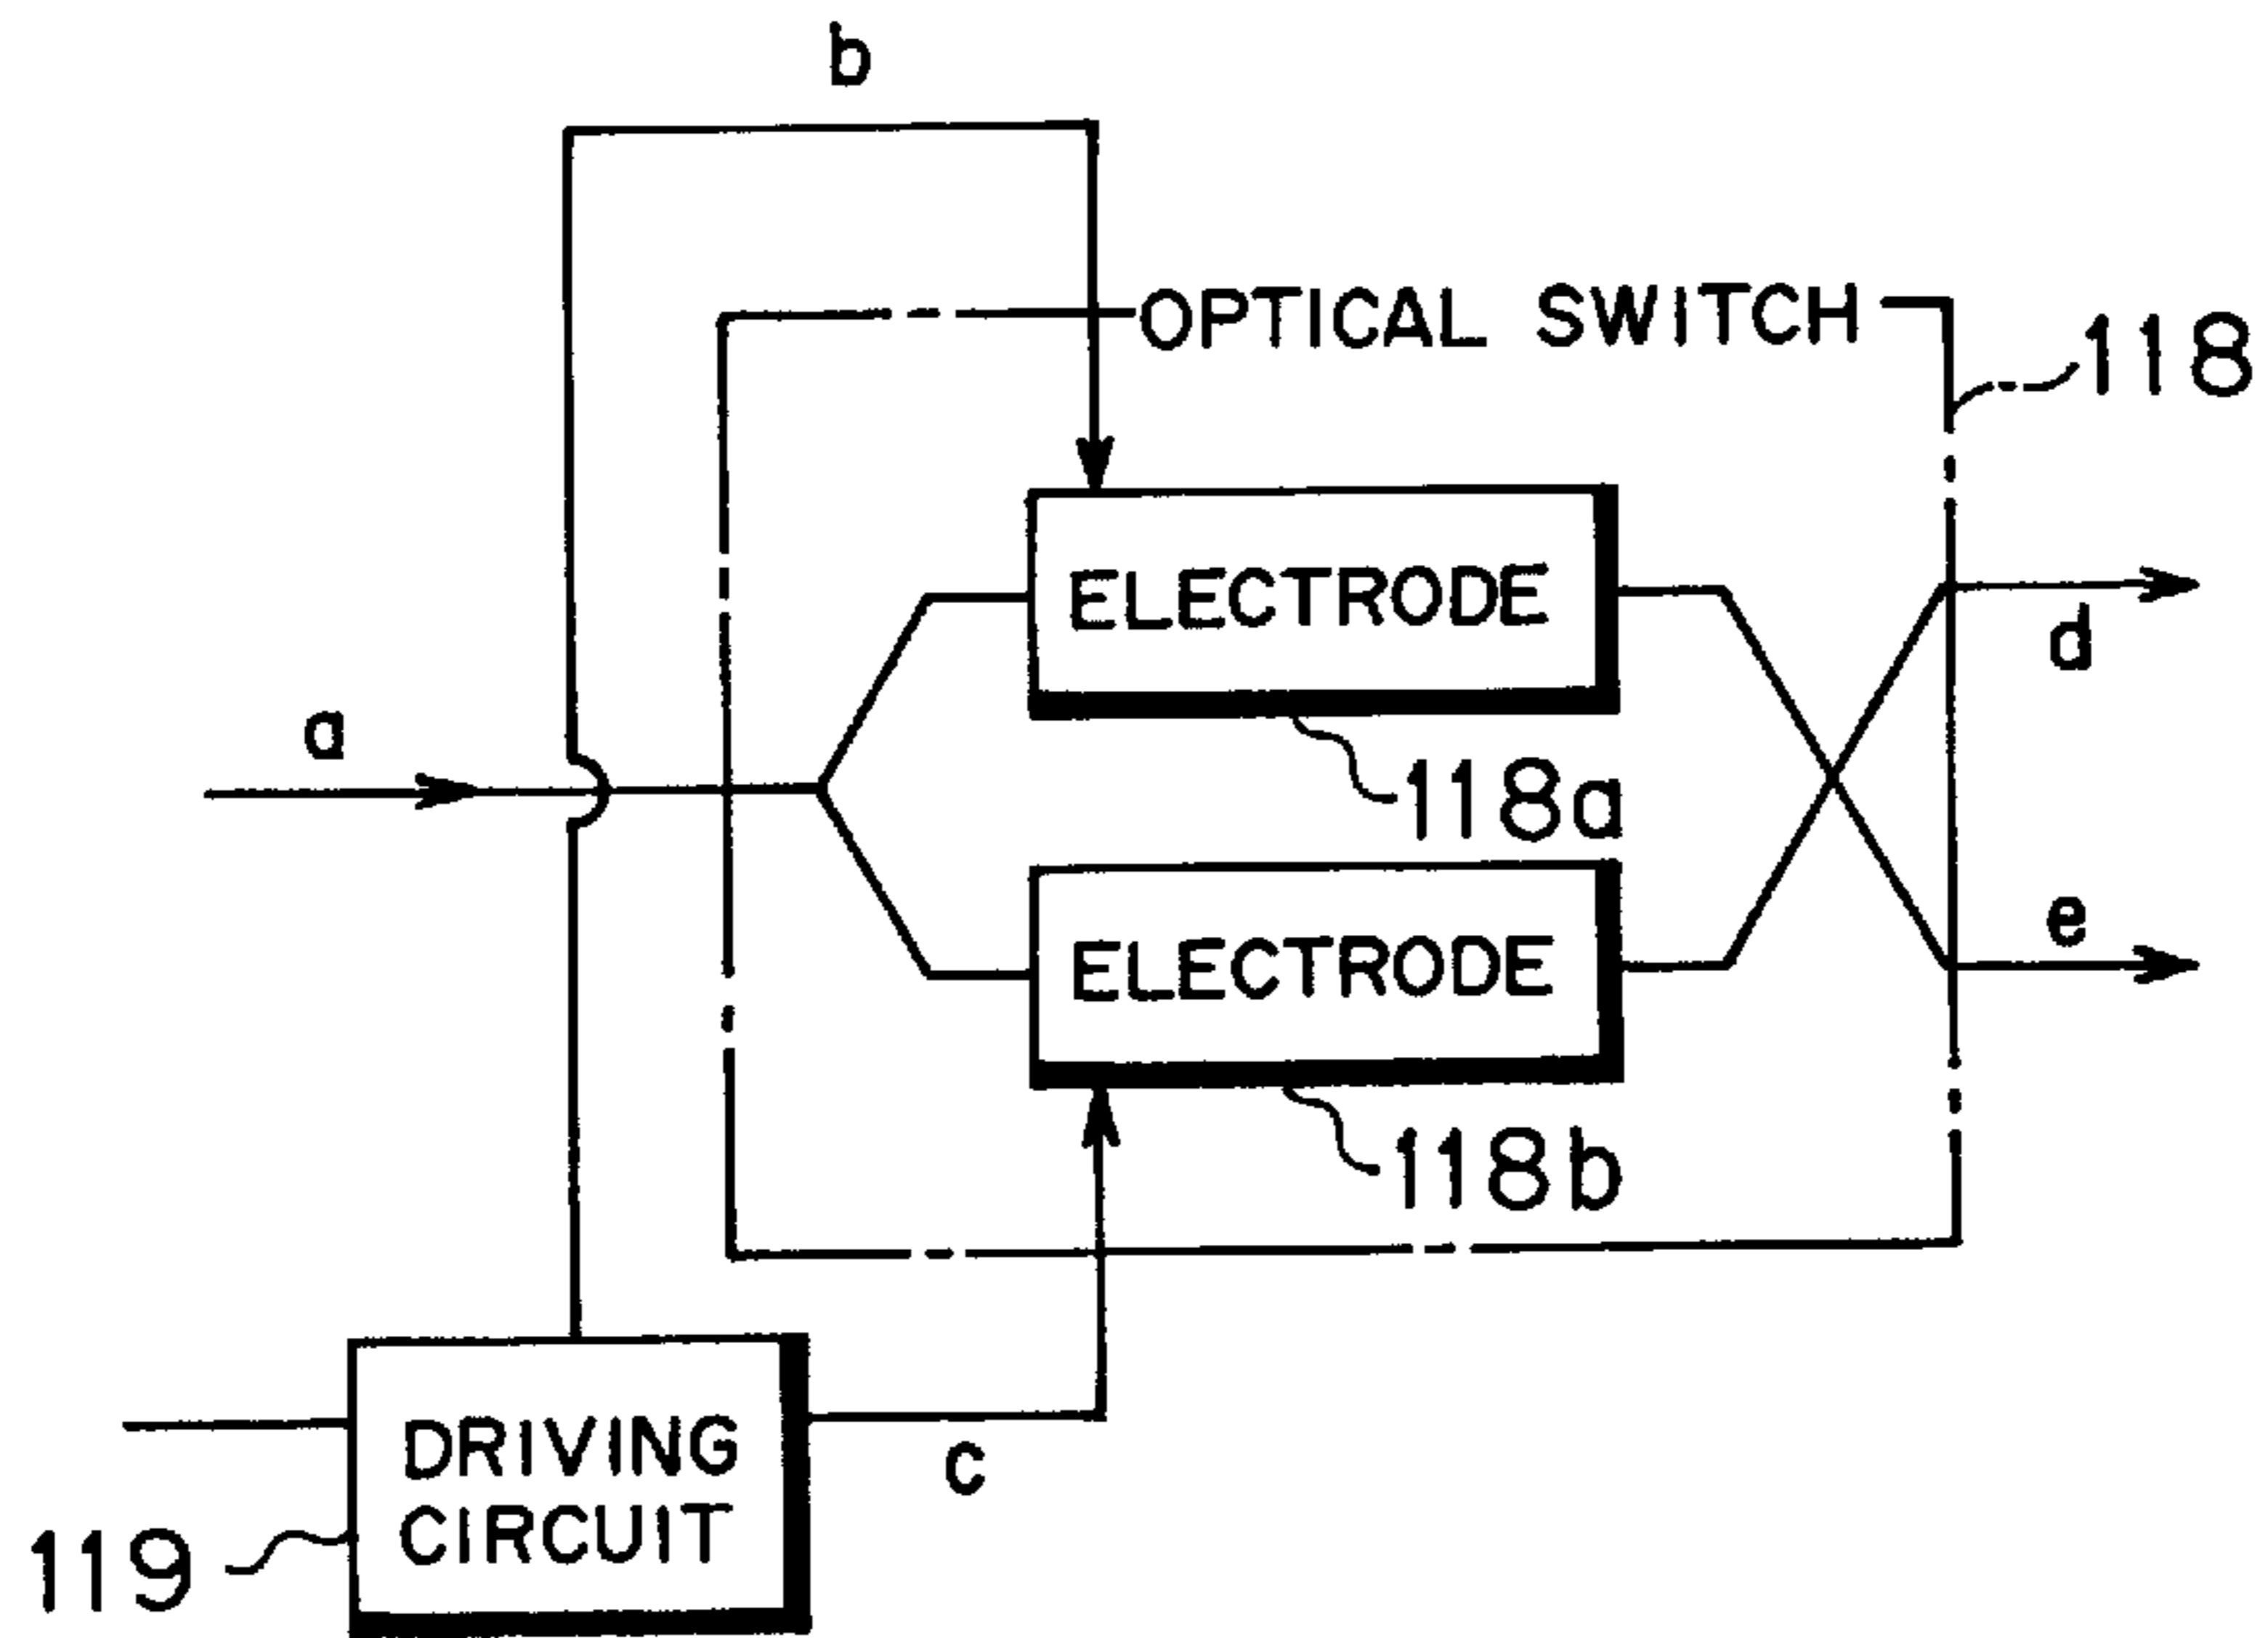 b
OPTICAL SWITCH
118
ELECTRODE
d
a
118a
e
ELECTRODE
118b
DRIVING
CIRCUIT
c
119